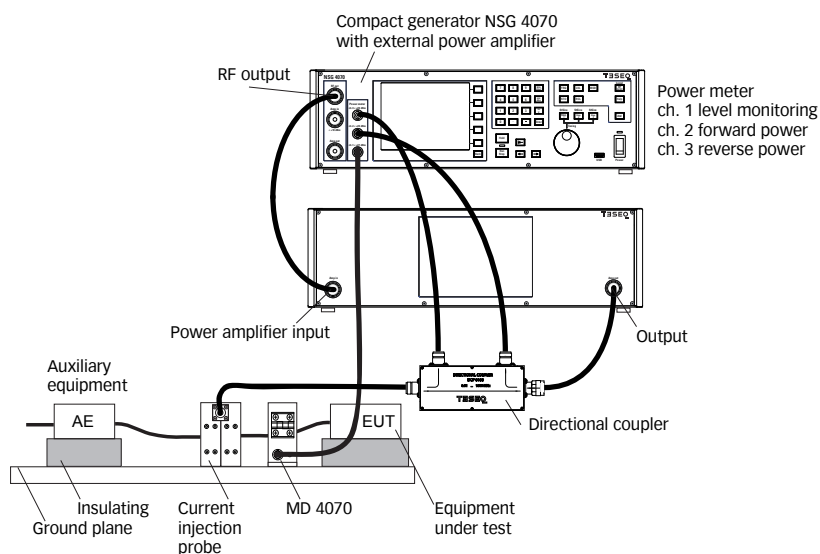 Compact generator NSG 4070
with external power amplifier
RF output
NSG 4070
TESEQ
Power meter
ch. 1 level monitoring
ch. 2 forward power
ch. 3 reverse power
TESEQ
Power amplifier input
Output
DIRECTIONAL COUPLER
TESEQ
Directional coupler
Auxiliary
equipment
AE
EUT
Insulating
Ground plane
Current
injection
probe
MD 4070
Equipment
under test